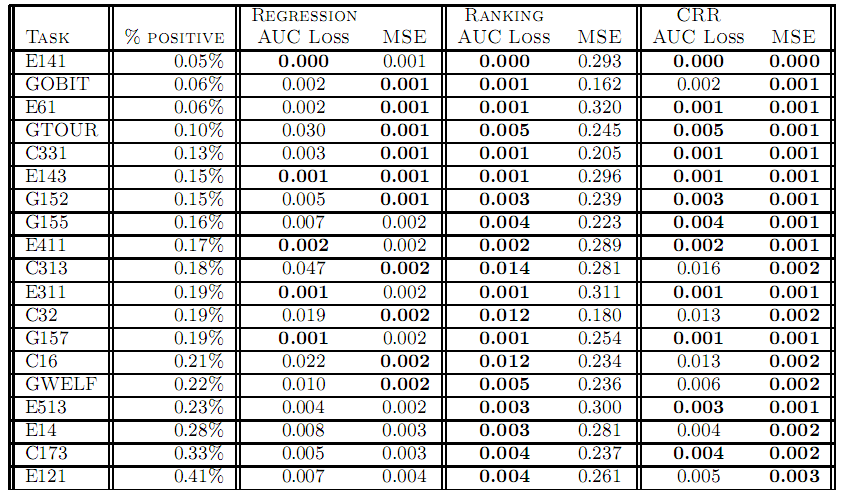 REGRESSION RANKING CRR
TASK % POSITIVE AUC LOSS MSE AUC LOSS MSE AUC LOSS MSE
E141 0.05% 0.000 0.001 0.000 0.293 0.000 0.000
GOBIT 0.06% 0.002 0.001 0.001 0.162 0.002 0.001
E61 0.06% 0.002 0.001 0.001 0.320 0.001 0.001
GTOUR 0.10% 0.030 0.001 0.005 0.245 0.005 0.001
C331 0.13% 0.003 0.001 0.001 0.205 0.001 0.001
E143 0.15% 0.001 0.001 0.001 0.296 0.001 0.001
G152 0.15% 0.005 0.001 0.003 0.239 0.003 0.001
G155 0.16% 0.007 0.002 0.004 0.223 0.004 0.001
E411 0.17% 0.002 0.002 0.002 0.289 0.002 0.001
C313 0.18% 0.047 0.002 0.014 0.281 0.016 0.002
E311 0.19% 0.001 0.002 0.001 0.311 0.001 0.001
C32 0.19% 0.019 0.002 0.012 0.180 0.013 0.002
G157 0.19% 0.001 0.002 0.001 0.254 0.001 0.001
C16 0.21% 0.022 0.002 0.012 0.234 0.013 0.002
GWELF 0.22% 0.010 0.002 0.005 0.236 0.006 0.002
E513 0.23% 0.004 0.002 0.003 0.300 0.003 0.001
E14 0.28% 0.008 0.003 0.003 0.281 0.004 0.002
C173 0.33% 0.005 0.003 0.004 0.237 0.004 0.002
E121 0.41% 0.007 0.004 0.004 0.261 0.005 0.003